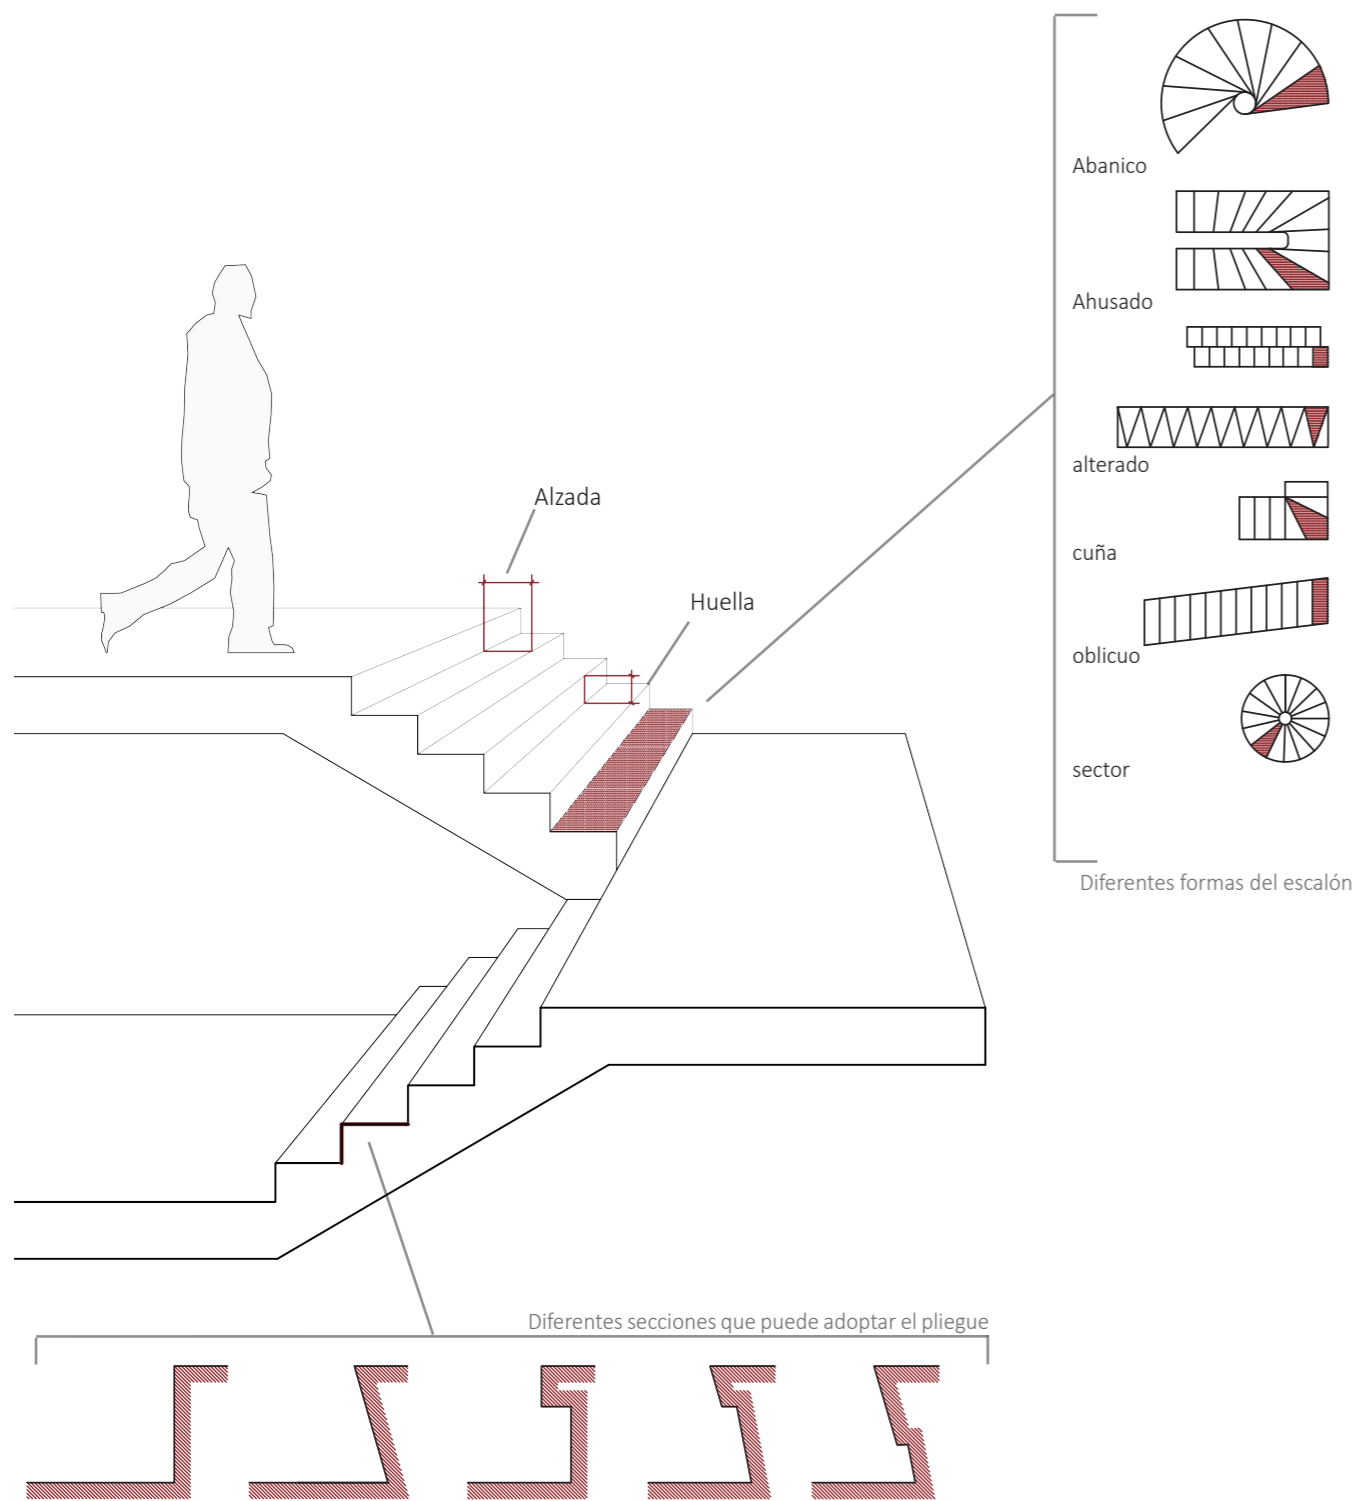 Abanico
Ahusado
alterado
cuña
oblicuo
sector
Diferentes formas del escalón
Alzada
Huella
Diferentes secciones que puede adoptar el pliegue